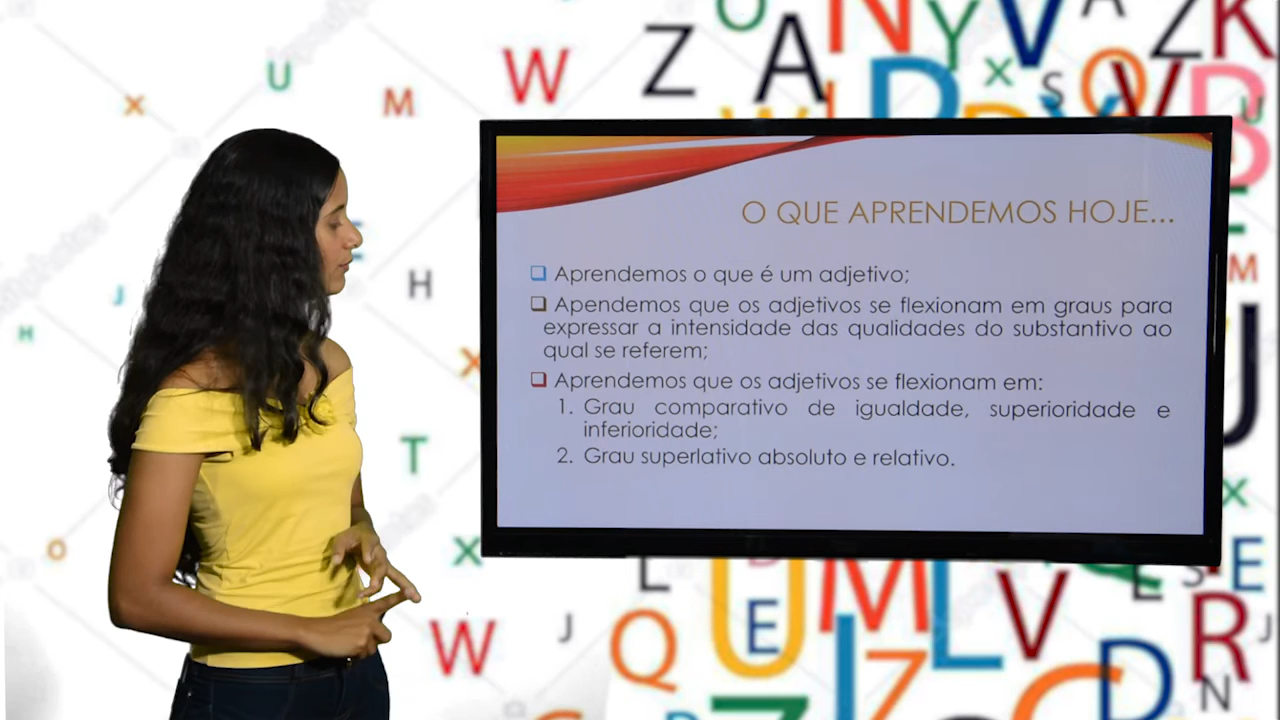 O QUE APRENDEMOS HOJE...
Aprendemos o que é um adjetivo;
Apendemos que os adjetivos se flexionam em graus para
expressar a intensidade das qualidades do substantivo ao
qual se referem;
Aprendemos que os adjetivos se flexionam em:
1. Grau comparativo de igualdade, superioridade e
inferioridade;
2. Grau superlativo absoluto e relativo.